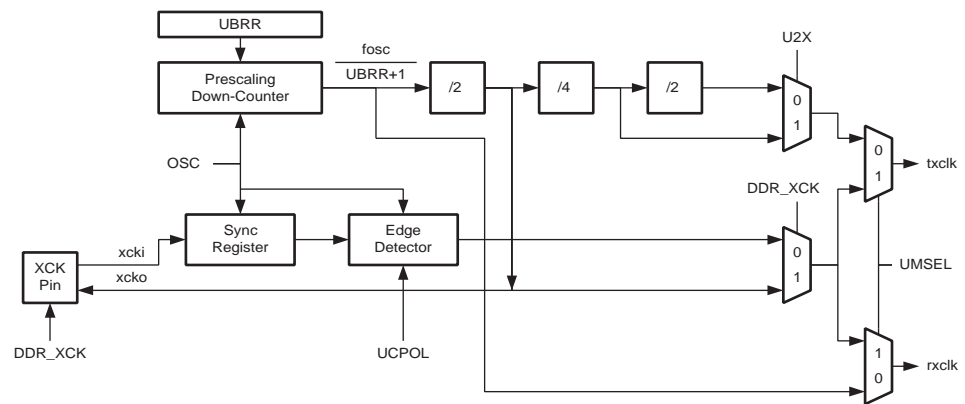 UBRR
fosc
U2X
UBRR+1
Prescaling
Down-Counter
/2
/4
/2
0
1
OSC
0
1
txclk
DDR_XCK
Sync
Register
Edge
Detector
xcki
0
1
UMSEL
XCK
Pin
xcko
DDR_XCK
UCPOL
1
0
rxclk